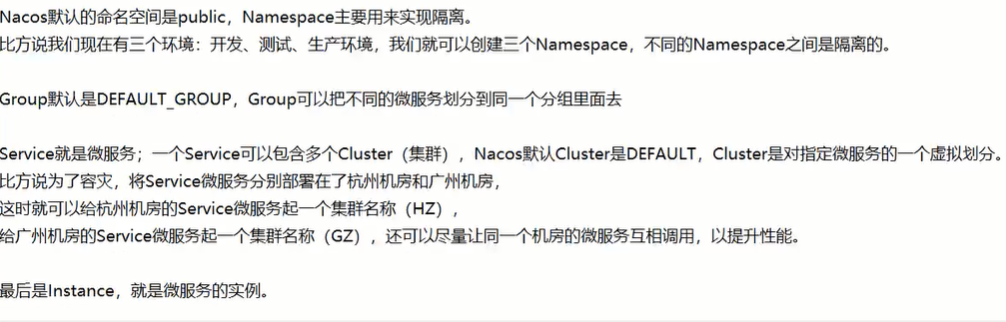 Nacos默认的命名空间是public，Namespace主要用来实现隔离。
比方说我们现在有三个环境：开发、测试、生产环境，我们就可以创建三个Namespace，不同的Namespace之间是隔离的。
Group默认是DEFAULT_GROUP，Group可以把不同的微服务划分到同一个分组里面去
Service就是微服务；一个Service可以包含多个Cluster（集群），Nacos默认Cluster是DEFAULT，Cluster是对指定微服务的一个虚拟划分。
比方说为了容灾，将Service微服务分别部署在了杭州机房和广州机房，
这时就可以给杭州机房的Service微服务起一个集群名称（HZ），
给广州机房的Service微服务起一个集群名称（GZ），还可以尽量让同一个机房的微服务互相调用，以提升性能。
最后是Instance，就是微服务的实例。